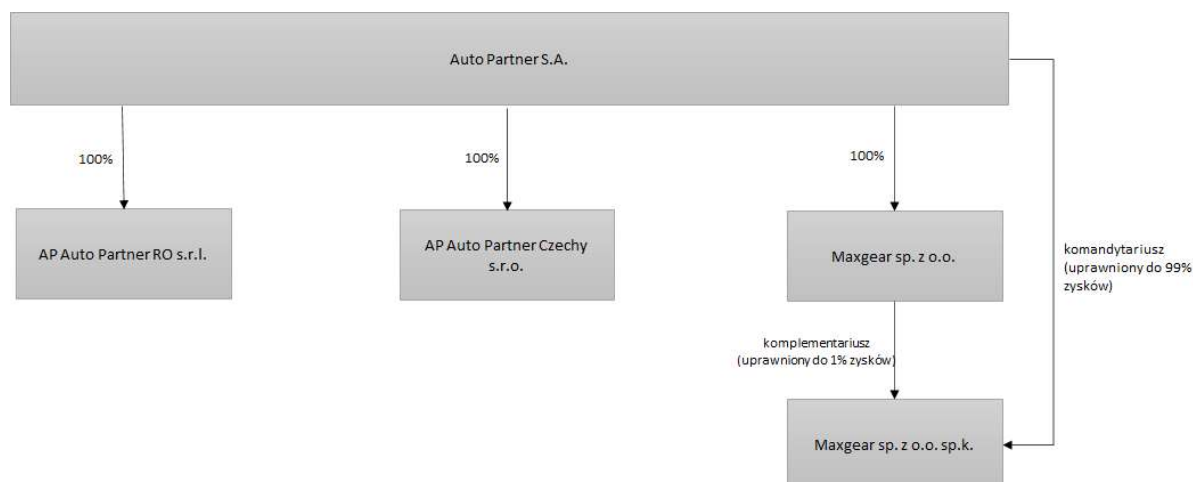 Auto Partner S.A.
100%
100%
100%
AP Auto Partner RO s.r.l.
AP Auto Partner Czechy
s.r.o.
Maxgear sp. z o.o.
komandytariusz
(uprawniony do 99%
zysków)
komplementariusz
(uprawniony do 1% zysków)
Maxgear sp. z o.o. sp.k.